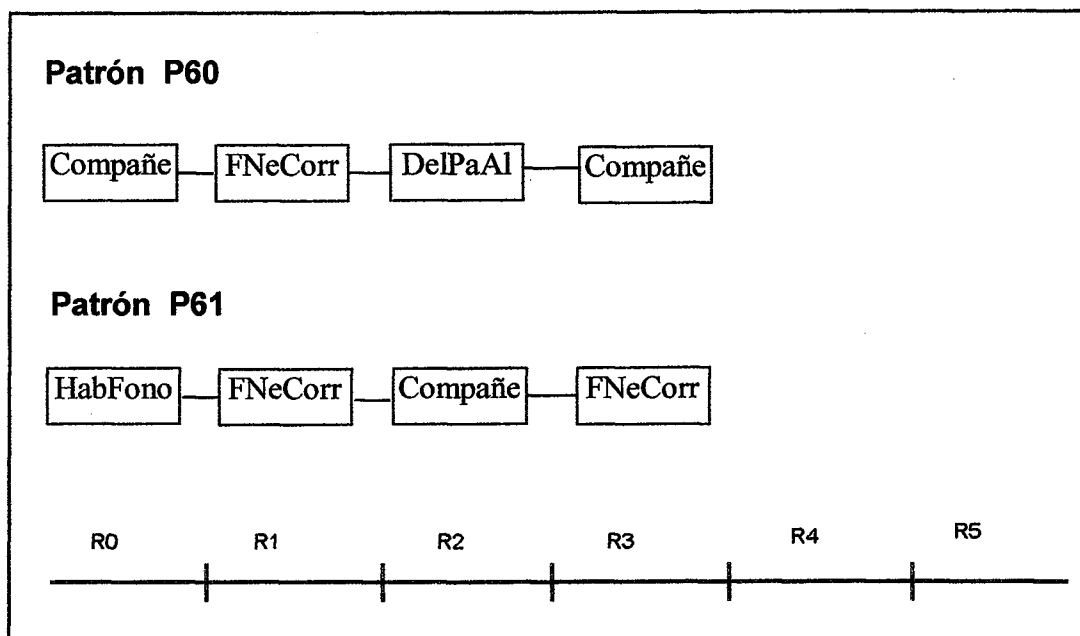 Patrón P60
Compañe FNeCorr DelPaAl Compañe
Patrón P61
HabFono FNeCorr Compañe FNeCorr
R0 R1 R2 R3 R4 R5